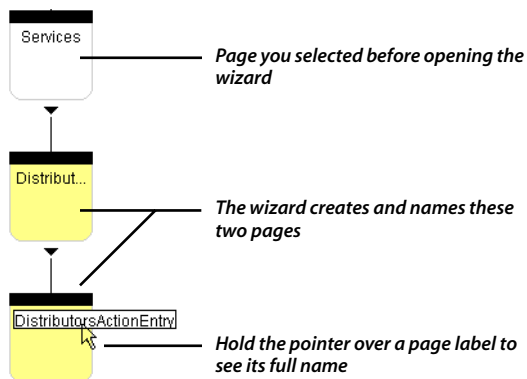 Services
Page you selected before opening the
wizard
Distribut...
The wizard creates and names these
two pages
DistributorsActionEntry
Hold the pointer over a page label to
see its full name